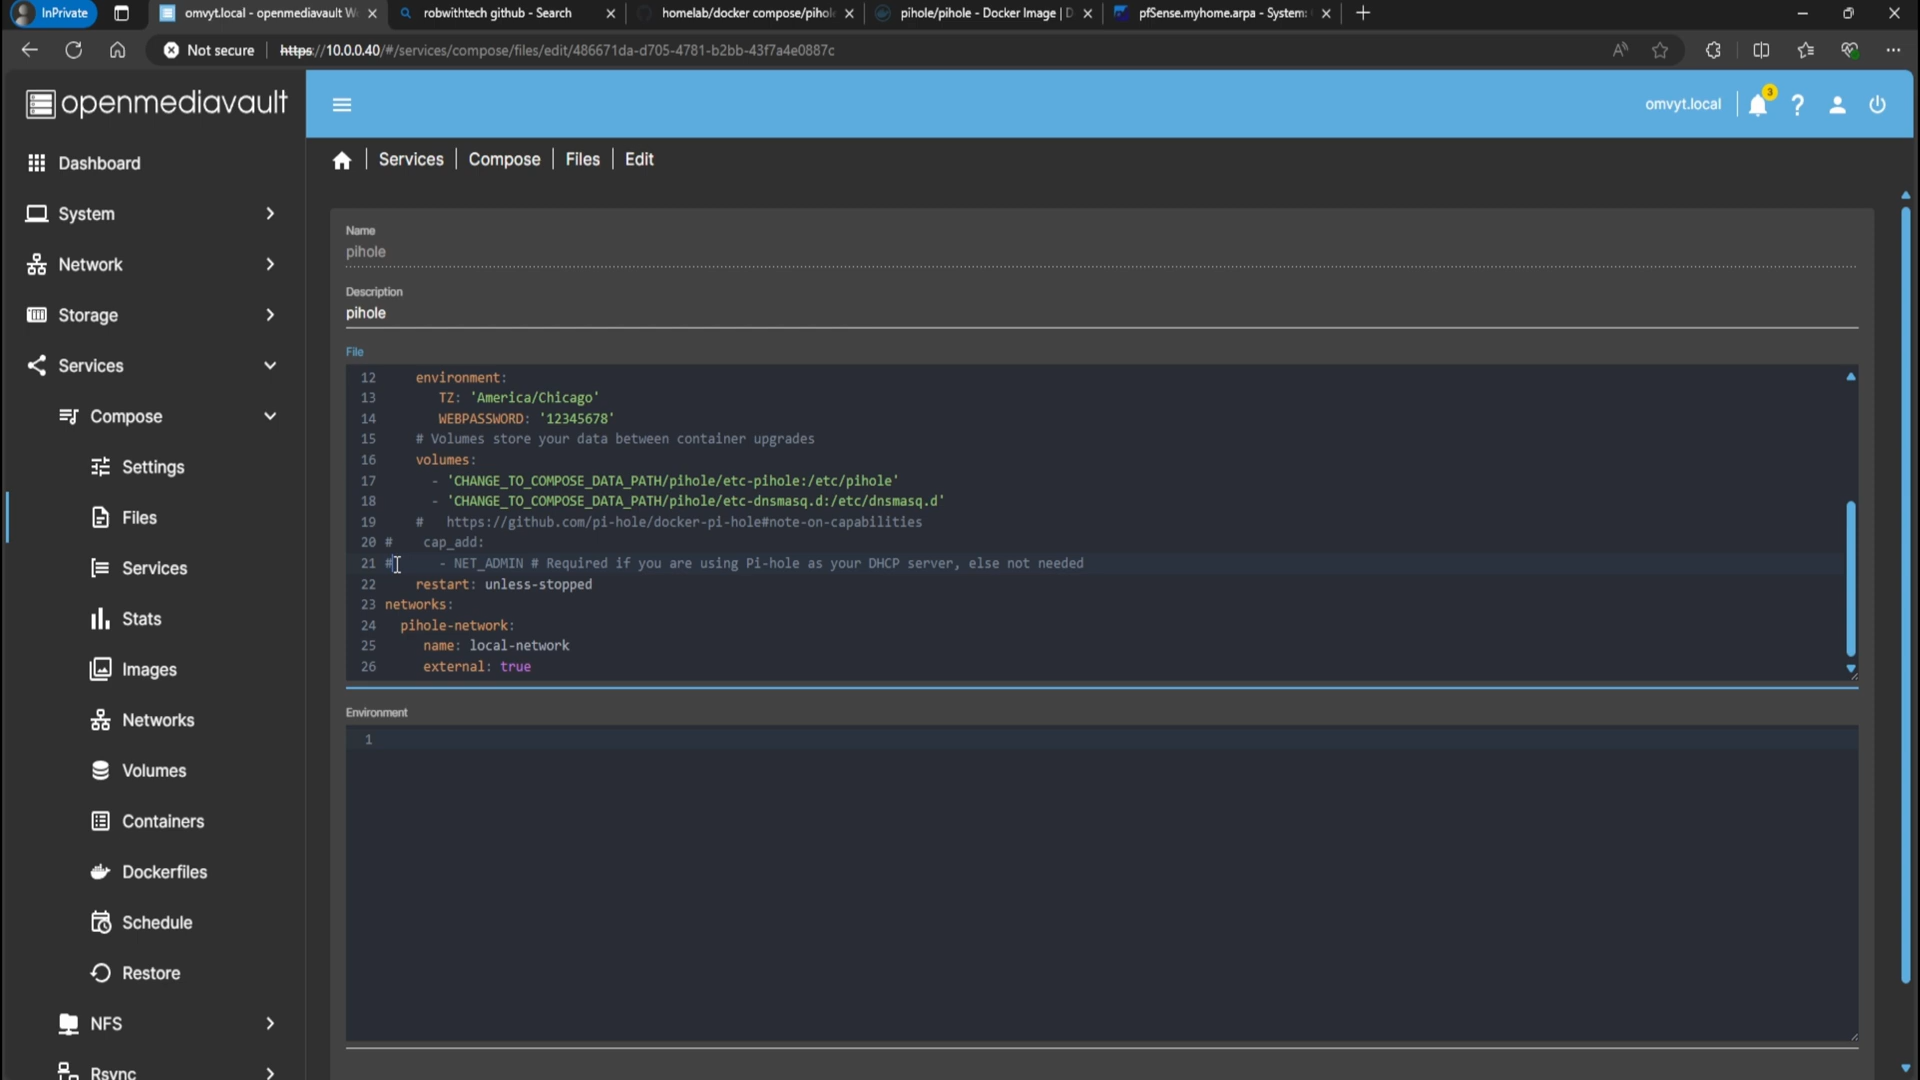 InPrivate
omvyt.local - openmediavault W
robwithtech github - Search
homelab/docker compose/pihol
pihole/pihole - Docker Image | D
pfSense.myhome.arpa - System:
Not secure
https://10.0.0.40/#/services/compose/files/edit/486671da-d705-4781-b2bb-43f7a4e0887c
openmediavault
omvyt.local
3
?
Services | Compose | Files | Edit
Dashboard
System
Network
Storage
Services
Compose
Settings
Files
Services
Stats
Images
Networks
Volumes
Containers
Dockerfiles
Schedule
Restore
NFS
Rsync
Name
pihole
Description
pihole
File
12 environment:
13 TZ: 'America/Chicago'
14 WEBPASSWORD: '12345678'
15 # Volumes store your data between container upgrades
16 volumes:
17 - 'CHANGE_TO_COMPOSE_DATA_PATH/pihole/etc-pihole:/etc/pihole'
18 - 'CHANGE_TO_COMPOSE_DATA_PATH/pihole/etc-dnsmasq.d:/etc/dnsmasq.d'
19 # https://github.com/pi-hole/docker-pi-hole#note-on-capabilities
20 # cap_add:
21 # - NET_ADMIN # Required if you are using Pi-hole as your DHCP server, else not needed
22 restart: unless-stopped
23 networks:
24 pihole-network:
25 name: local-network
26 external: true
Environment
1